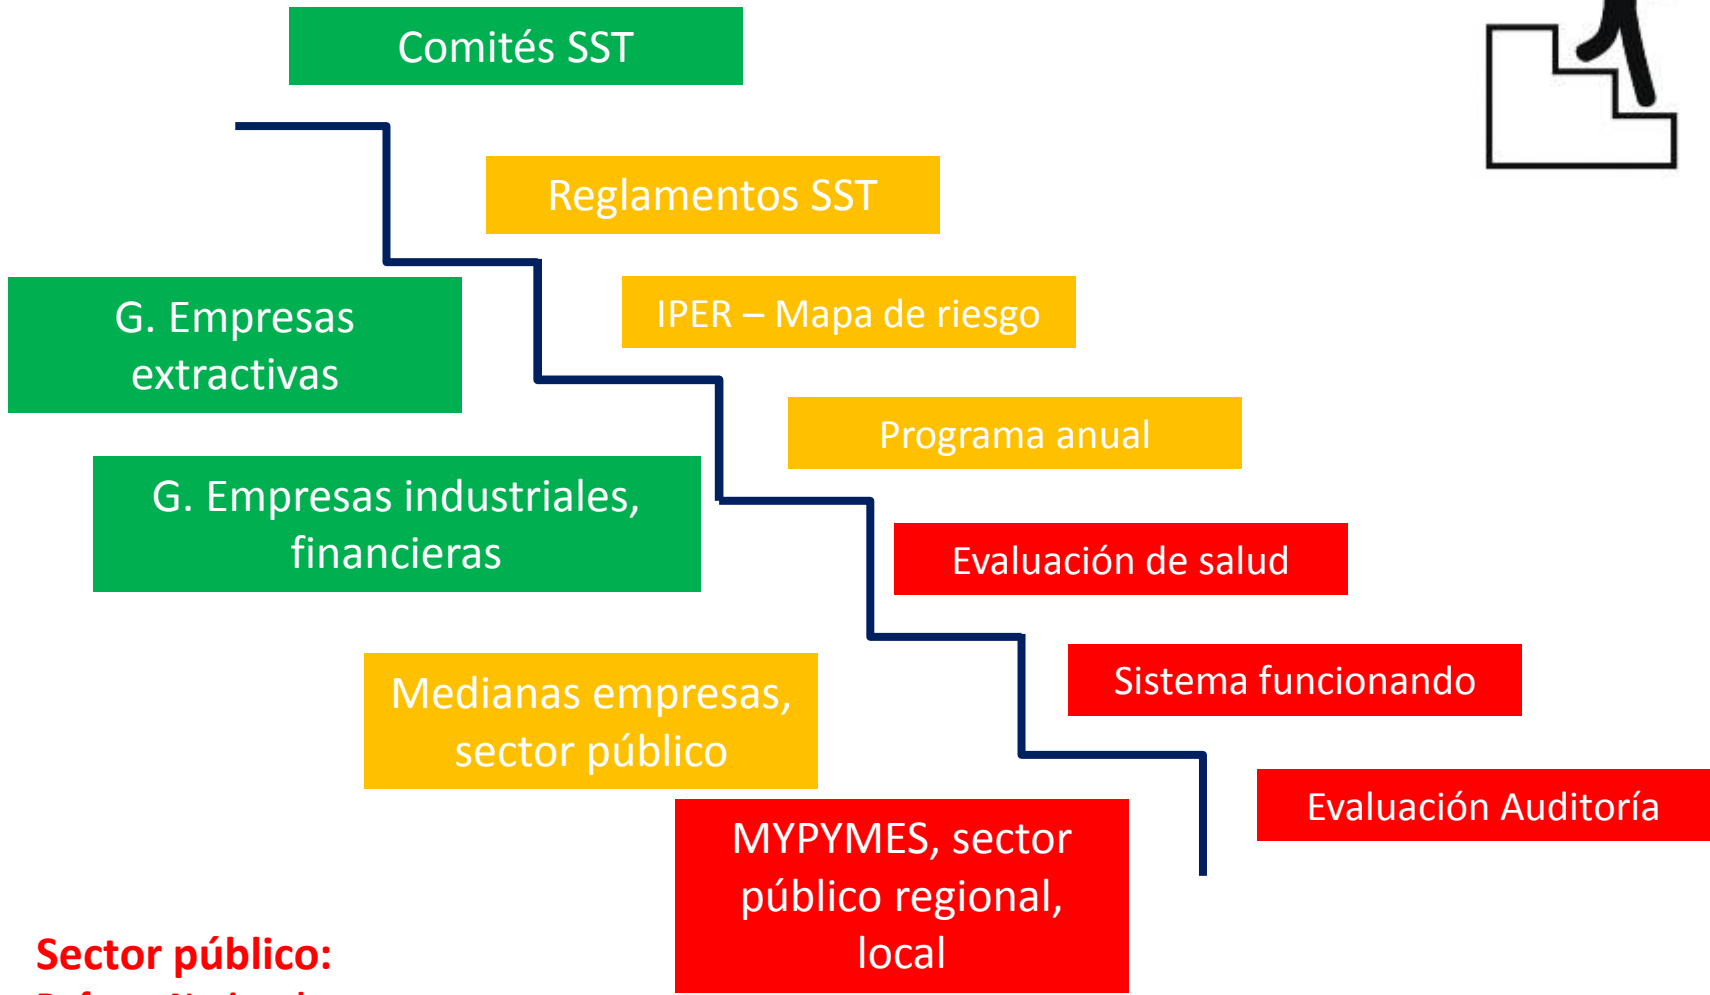 Comités SST
Reglamentos SST
G. Empresas
extractivas
IPER – Mapa de riesgo
Programa anual
G. Empresas industriales,
financieras
Evaluación de salud
Medianas empresas,
sector público
Sistema funcionando
Evaluación Auditoría
MYPYMES, sector
público regional,
local
Sector público: